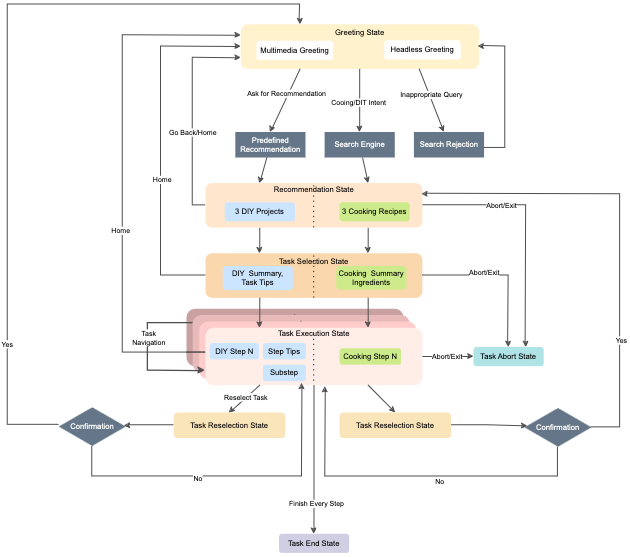 Greeting State
Multimedia Greeting
Headless Greeting
Ask for Recommendation
Cooing/DIT Intent
Inappropriate Query
Go Back/Home
Predefined
Recommendation
Search Engine
Search Rejection
Home
Recommendation State
3 DIY Projects
3 Cooking Recipes
Abort/Exit
Home
Task Selection State
DIY Summary,
Task Tips
Cooking Summary
Ingredients
Abort/Exit
Yes
Task
Navigation
Task Execution State
DIY Step N
Step Tips
Substep
Cooking Step N
Abort/Exit
Task Abort State
Yes
Reselect Task
Confirmation
Task Reselection State
Task Reselection State
Confirmation
No
No
Finish Every Step
Task End State